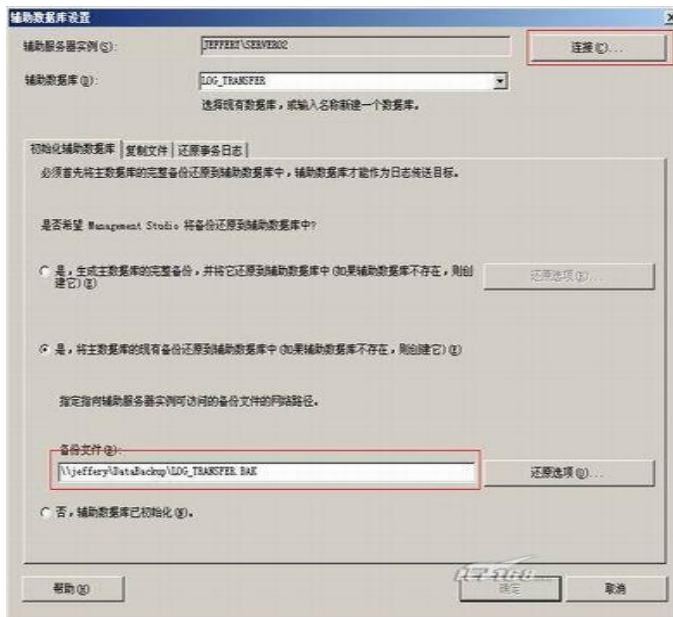 辅助数据库设置
辅助服务器实例(S): JEFFERY\SERVER02 连接(C)...
辅助数据库(D): LOG_TRANSFER
选择现有数据库，或输入名称新建一个数据库。
初始化辅助数据库 复制文件 还原事务日志
必须首先将主数据库的完整备份还原到辅助数据库中，辅助数据库才能作为日志传送目标。
是否希望 Management Studio 将备份还原到辅助数据库中?
是，生成主数据库的完整备份，并将它还原到辅助数据库中(如果辅助数据库不存在，则创 还原选项
建它)(E)
是，将主数据库的现有备份还原到辅助数据库中(如果辅助数据库不存在，则创建它)(E)
指定指向辅助服务器实例可访问的备份文件的网络路径。
备份文件(B):
\\jeffery\DataBackup\LOG_TRANSFER.BAK 还原选项(O)...
否，辅助数据库已初始化(N)。
帮助(H) 确定 取消